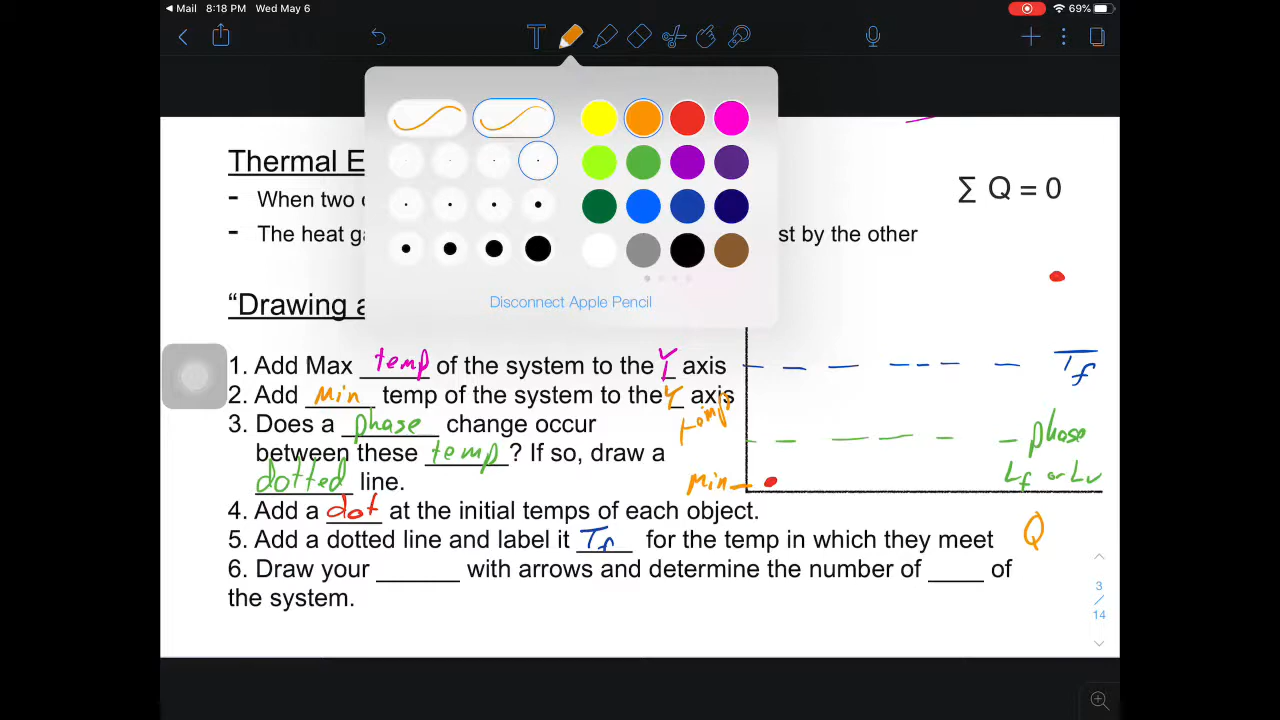 Mail 8:18 PM Wed May 6 69%
T
Disconnect Apple Pencil
Thermal E
- When two
- The heat ga st by the other
∑ Q = 0
"Drawing a
1. Add Max temp of the system to the Y axis
2. Add min temp of the system to the Y axis
3. Does a phase change occur
between these temp? If so, draw a
dotted line.
4. Add a dot at the initial temps of each object.
5. Add a dotted line and label it Tf for the temp in which they meet
6. Draw your ______ with arrows and determine the number of ____ of
the system.
Tf
temp
phase
Lf or Lv
Min
Q
3
/
14